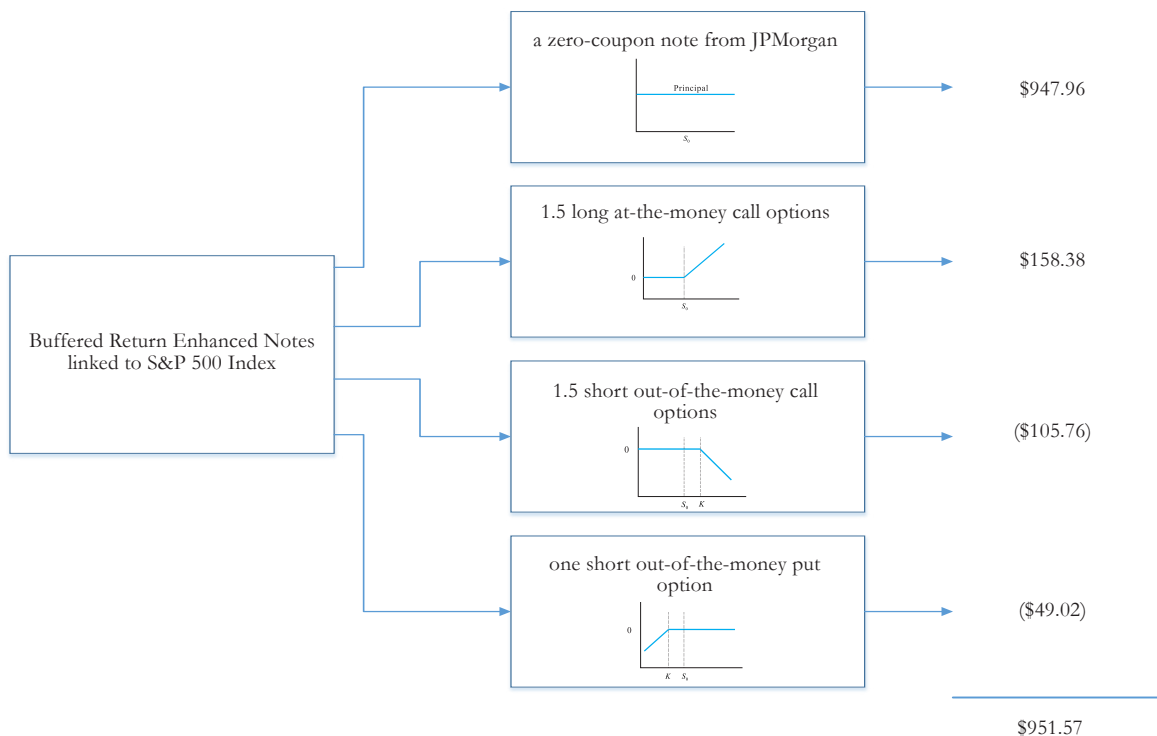 a zero-coupon note from JPMorgan
Principal
S0
$947.96
1.5 long at-the-money call options
0
S0
$158.38
Buffered Return Enhanced Notes
linked to S&P 500 Index
1.5 short out-of-the-money call
options
0
S0 K
($105.76)
one short out-of-the-money put
option
0
K S0
($49.02)
$951.57